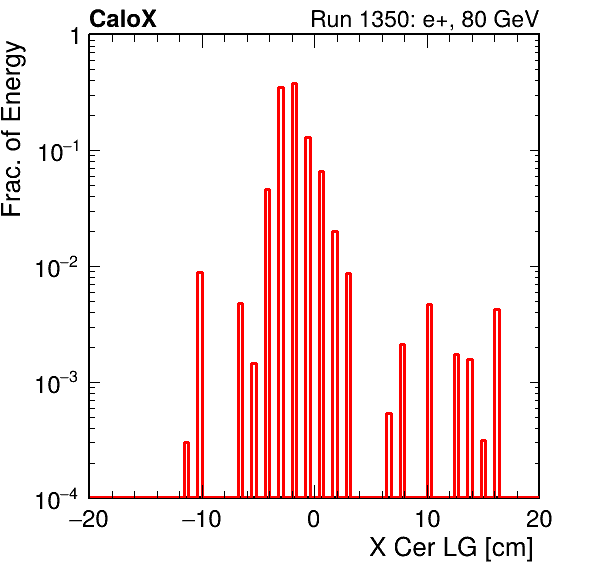 CaloX Run 1350: e+, 80 GeV
Frac. of Energy
1
10⁻¹
10⁻²
10⁻³
10⁻⁴
−20 −10 0 10 20
X Cer LG [cm]